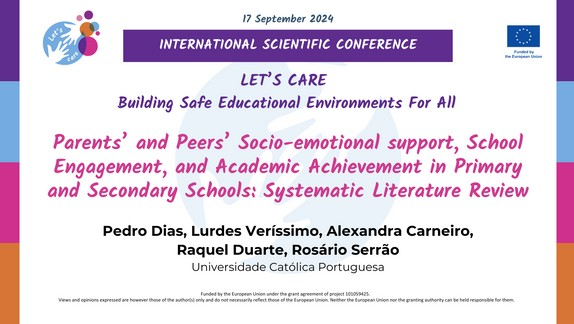 17 September 2024
Let's
care
INTERNATIONAL SCIENTIFIC CONFERENCE
Funded by
the European Union
LET'S CARE
Building Safe Educational Environments For All
Parents' and Peers' Socio-emotional support, School
Engagement, and Academic Achievement in Primary
and Secondary Schools: Systematic Literature Review
Pedro Dias, Lurdes Veríssimo, Alexandra Carneiro,
Raquel Duarte, Rosário Serrão
Universidade Católica Portuguesa
Funded by the European Union under the grant agreement of project 101059425.
Views and opinions expressed are however those of the author(s) only and do not necessarily reflect those of the European Union. Neither the European Union nor the granting authority can be held responsible for them.